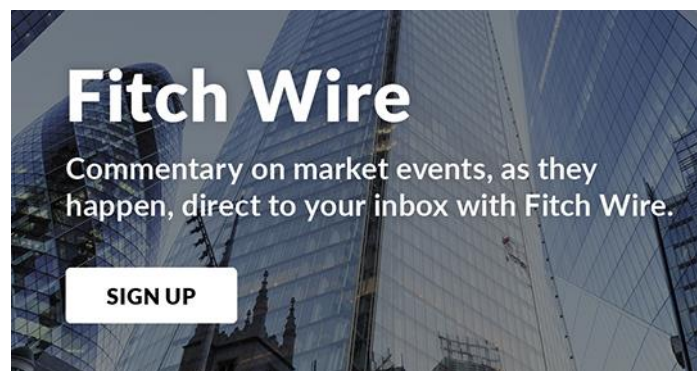 Fitch Wire
Commentary on market events, as they
happen, direct to your inbox with Fitch Wire.
SIGN UP